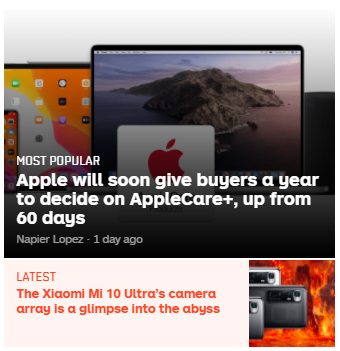 MOST POPULAR
Apple will soon give buyers a year
to decide on AppleCare+, up from
60 days
Napier Lopez · 1 day ago
LATEST
The Xiaomi Mi 10 Ultra's camera
array is a glimpse into the abyss